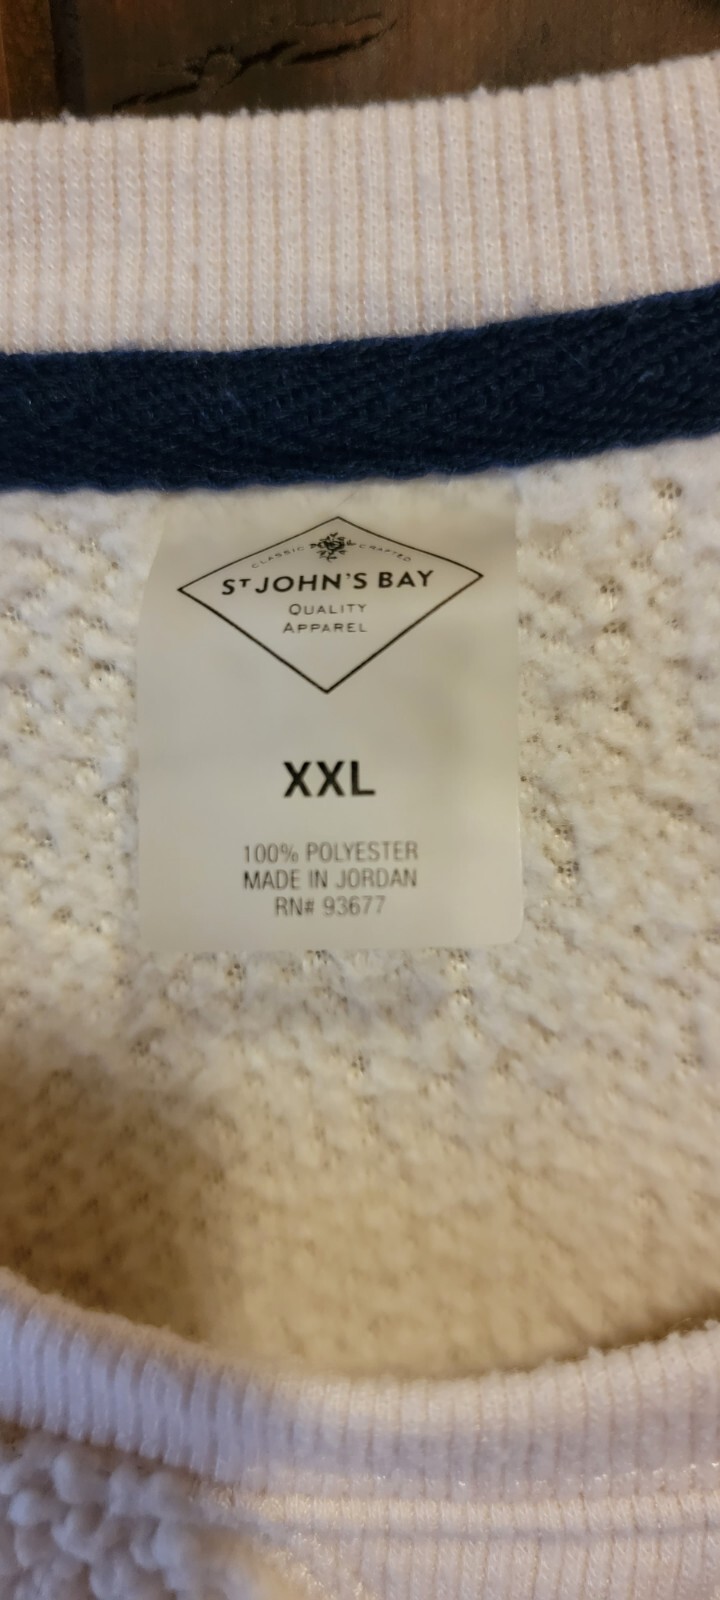 CLASSIC CRAFTED
ST JOHN'S BAY
QUALITY
APPAREL
XXL
100% POLYESTER
MADE IN JORDAN
RN# 93677